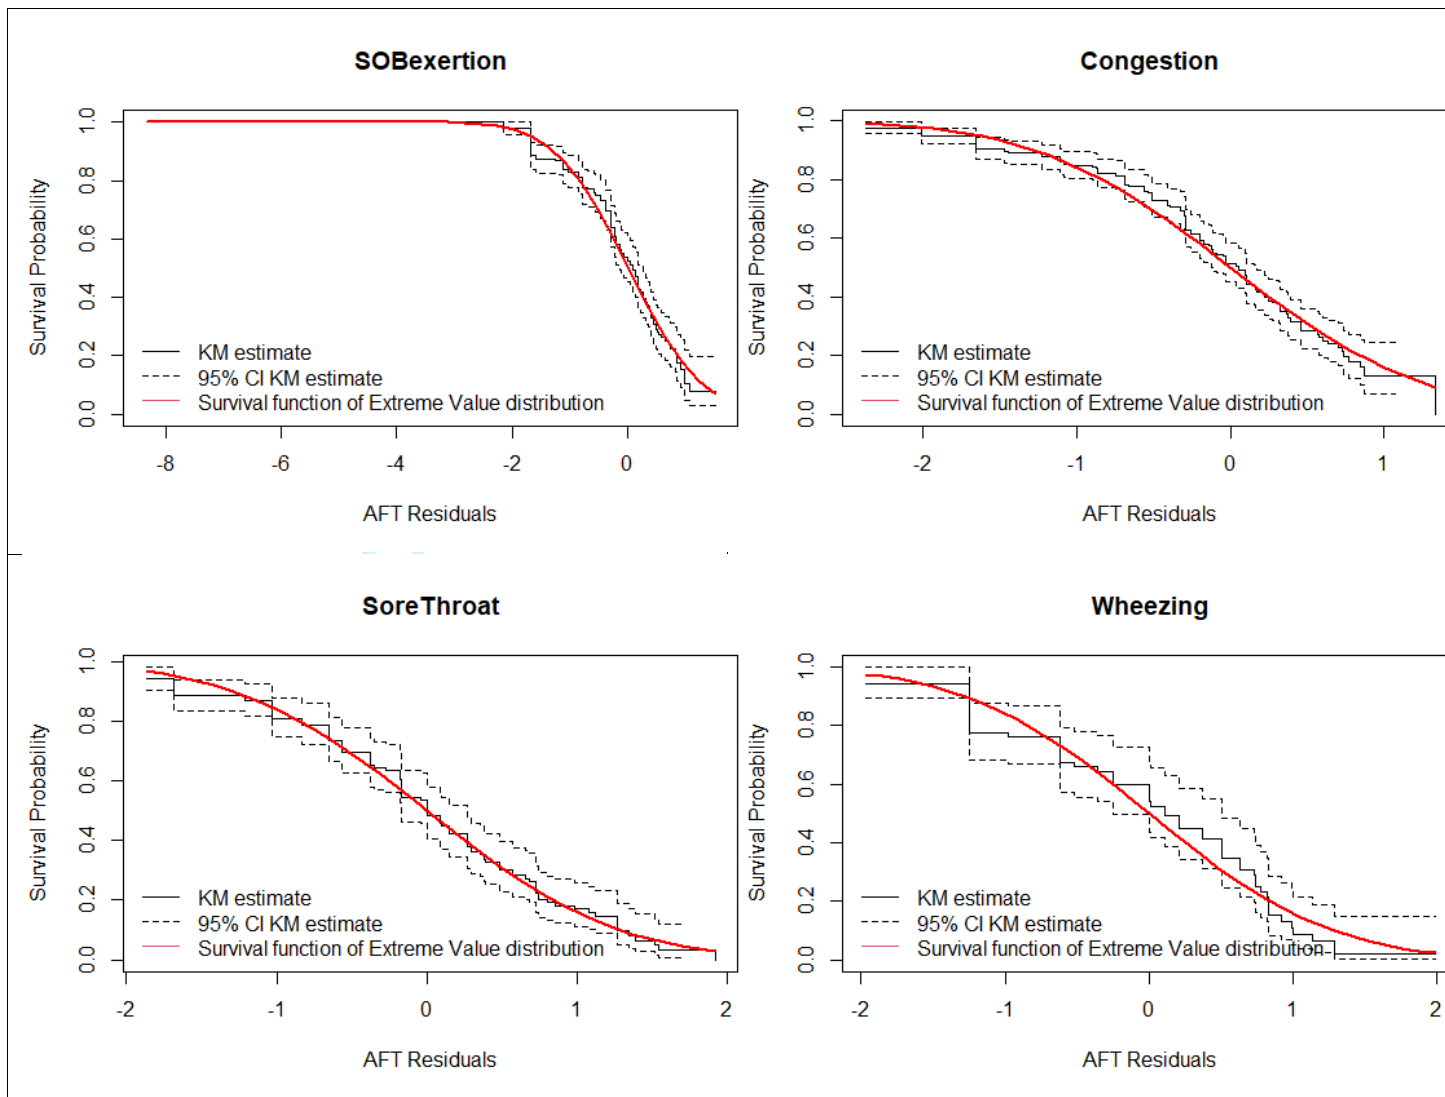 SOBexertion
Survival Probability
1.0
0.8
0.6
0.4
0.2
0.0
KM estimate
95% CI KM estimate
Survival function of Extreme Value distribution
-8 -6 -4 -2 0
AFT Residuals
Congestion
Survival Probability
1.0
0.8
0.6
0.4
0.2
0.0
KM estimate
95% CI KM estimate
Survival function of Extreme Value distribution
-2 -1 0 1
AFT Residuals
SoreThroat
Survival Probability
1.0
0.8
0.6
0.4
0.2
0.0
KM estimate
95% CI KM estimate
Survival function of Extreme Value distribution
-2 -1 0 1 2
AFT Residuals
Wheezing
Survival Probability
1.0
0.8
0.6
0.4
0.2
0.0
KM estimate
95% CI KM estimate
Survival function of Extreme Value distribution
-2 -1 0 1 2
AFT Residuals